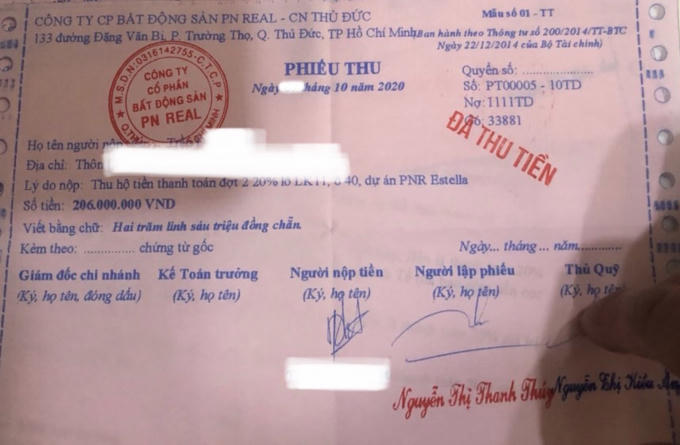 CÔNG TY CP BẤT ĐỘNG SẢN PN REAL - CN THỦ ĐỨC
133 đường Đặng Văn Bi, P. Trường Thọ, Q. Thủ Đức, TP Hồ Chí Minh
Mẫu số 01 - TT
(Ban hành theo Thông tư số 200/2014/TT-BTC
Ngày 22/12/2014 của Bộ Tài chính)
M.S.D.N:0316142755-C.T.C.P
CÔNG TY
CỔ PHẦN
BẤT ĐỘNG SẢN
PN REAL
PHIẾU THU
Ngày tháng 10 năm 2020
Quyển số: ............
Số: PT00005 - 10TD
Nợ: 1111TD
Có: 33881
ĐÃ THU TIỀN
Họ tên người nộp
Địa chỉ: Thôn
Lý do nộp: Thu hộ tiền thanh toán đợt 2 20% lô LK11, ô 40, dự án PNR Estella
Số tiền: 206.000.000 VND
Viết bằng chữ: Hai trăm linh sáu triệu đồng chẵn.
Kèm theo: ............ chứng từ gốc
Ngày... tháng ... năm............
Giám đốc chi nhánh Kế Toán trưởng Người nộp tiền Người lập phiếu Thủ Quỹ
(Ký, họ tên, đóng dấu) (Ký, họ tên) (Ký, họ tên) (Ký, họ tên) (Ký, họ tên)
Nguyễn Thị Thanh Thúy Nguyễn Thị Kiều